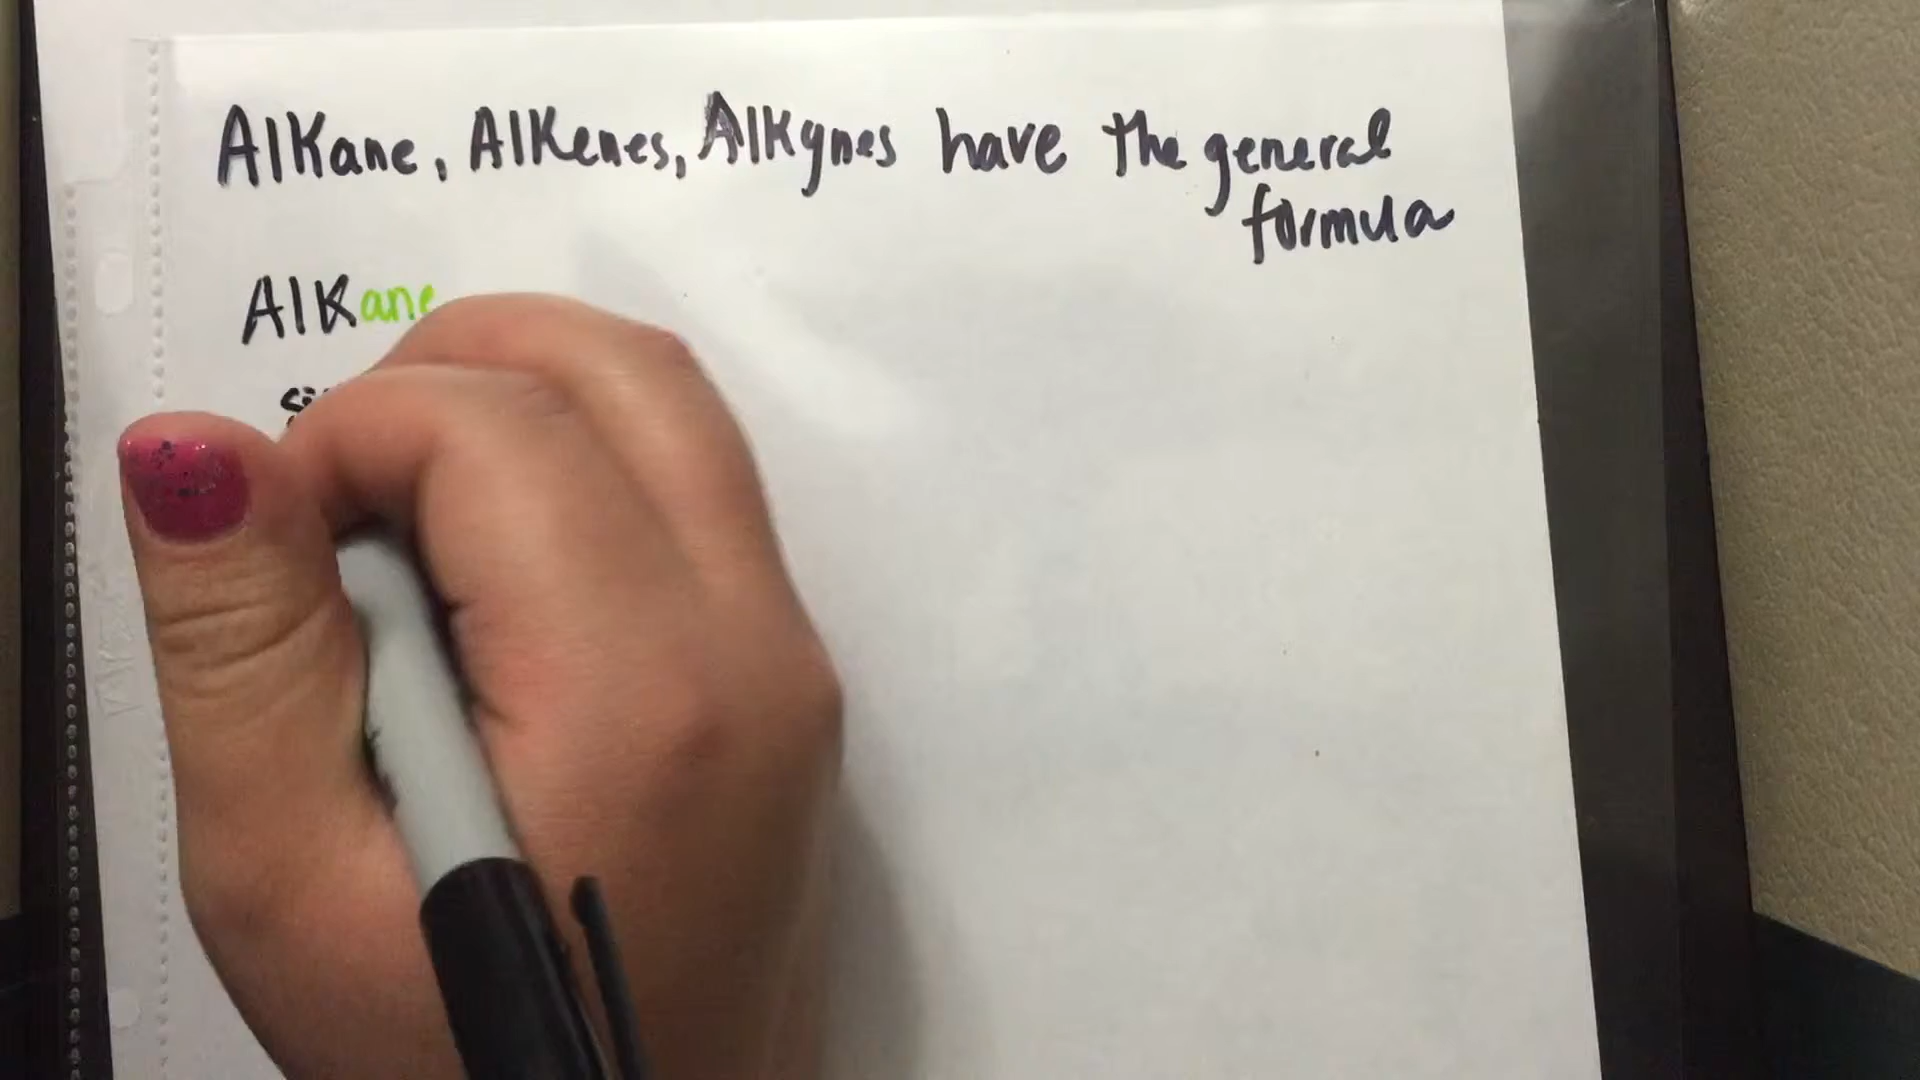 Alkane, Alkenes, Alkynes have the general
formula
Alkane